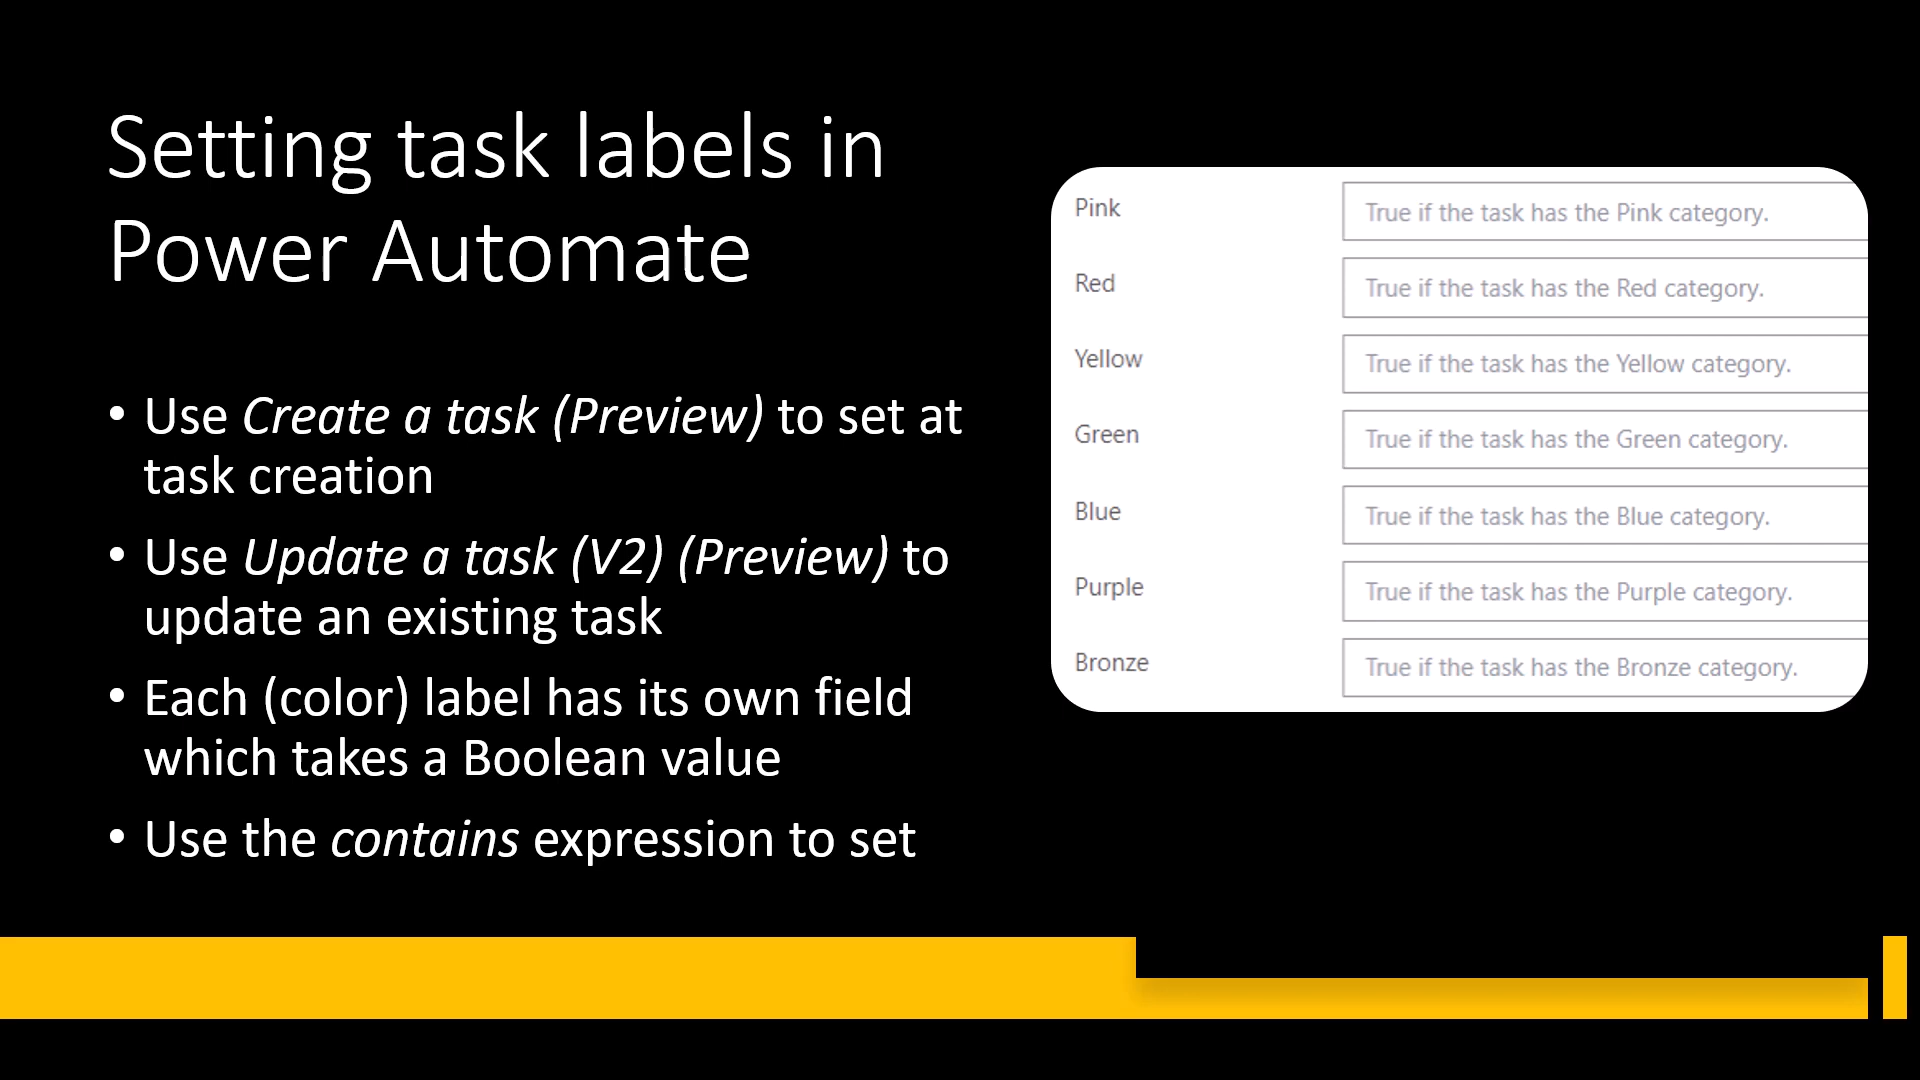 Setting task labels in
Power Automate
• Use Create a task (Preview) to set at
task creation
• Use Update a task (V2) (Preview) to
update an existing task
• Each (color) label has its own field
which takes a Boolean value
• Use the contains expression to set
Pink True if the task has the Pink category.
Red True if the task has the Red category.
Yellow True if the task has the Yellow category.
Green True if the task has the Green category.
Blue True if the task has the Blue category.
Purple True if the task has the Purple category.
Bronze True if the task has the Bronze category.